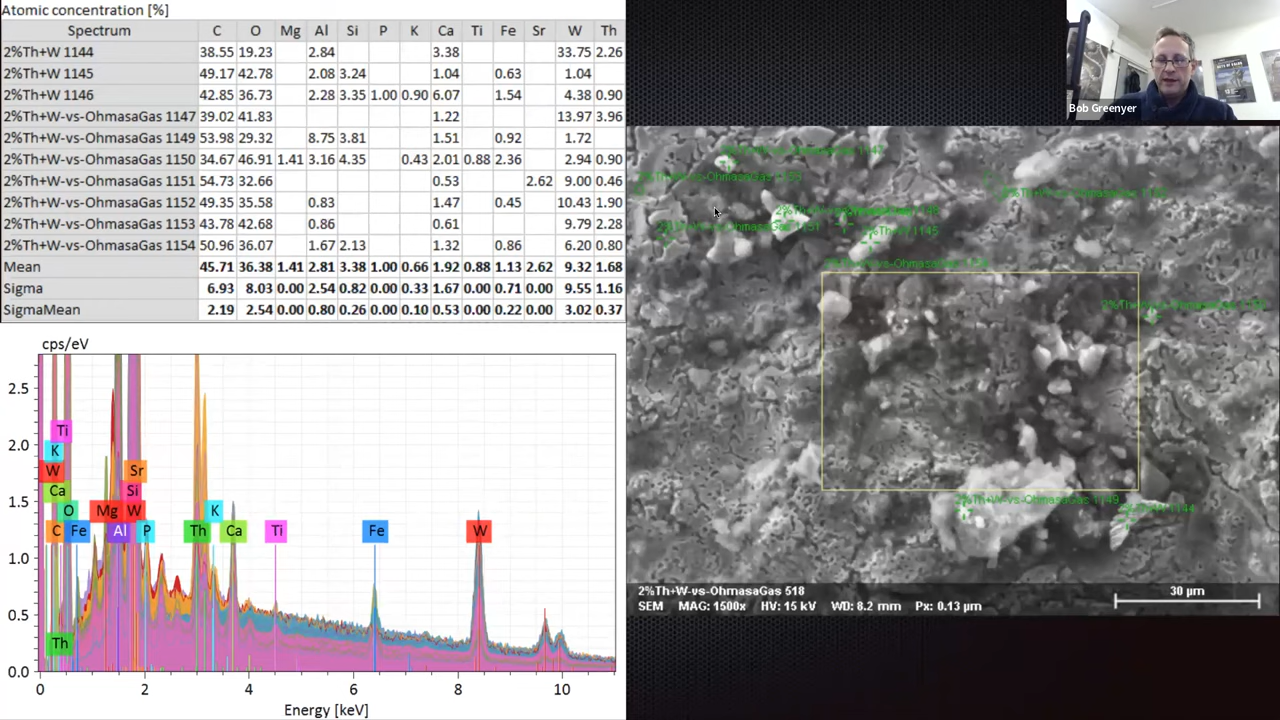 Atomic concentration [%]
Spectrum C O Mg Al Si P K Ca Ti Fe Sr W Th
2%Th+W 1144 38.55 19.23 2.84 3.38 33.75 2.26
2%Th+W 1145 49.17 42.78 2.08 3.24 1.04 0.63 1.04
2%Th+W 1146 42.85 36.73 2.28 3.35 1.00 0.90 6.07 1.54 4.38 0.90
2%Th+W-vs-OhmasaGas 1147 39.02 41.83 1.22 13.97 3.96
2%Th+W-vs-OhmasaGas 1149 53.98 29.32 8.75 3.81 1.51 0.92 1.72
2%Th+W-vs-OhmasaGas 1150 34.67 46.91 1.41 3.16 4.35 0.43 2.01 0.88 2.36 2.94 0.90
2%Th+W-vs-OhmasaGas 1151 54.73 32.66 0.53 2.62 9.00 0.46
2%Th+W-vs-OhmasaGas 1152 49.35 35.58 0.83 1.47 0.45 10.43 1.90
2%Th+W-vs-OhmasaGas 1153 43.78 42.68 0.86 0.61 9.79 2.28
2%Th+W-vs-OhmasaGas 1154 50.96 36.07 1.67 2.13 1.32 0.86 6.20 0.80
Mean 45.71 36.38 1.41 2.81 3.38 1.00 0.66 1.92 0.88 1.13 2.62 9.32 1.68
Sigma 6.93 8.03 0.00 2.54 0.82 0.00 0.33 1.67 0.00 0.71 0.00 9.55 1.16
SigmaMean 2.19 2.54 0.00 0.80 0.26 0.00 0.10 0.53 0.00 0.22 0.00 3.02 0.37
Bob Greenyer
cps/eV
2.5
2.0
1.5
1.0
0.5
0.0
Ti
K
W Sr
Ca Si
O Mg W K
C Fe Al P Th Ca Ti Fe W
Th
0 2 4 6 8 10
Energy [keV]
2%Th+W-vs-OhmasaGas 518
SEM MAG: 1500x HV: 15 kV WD: 8.2 mm Px: 0.13 µm
30 µm